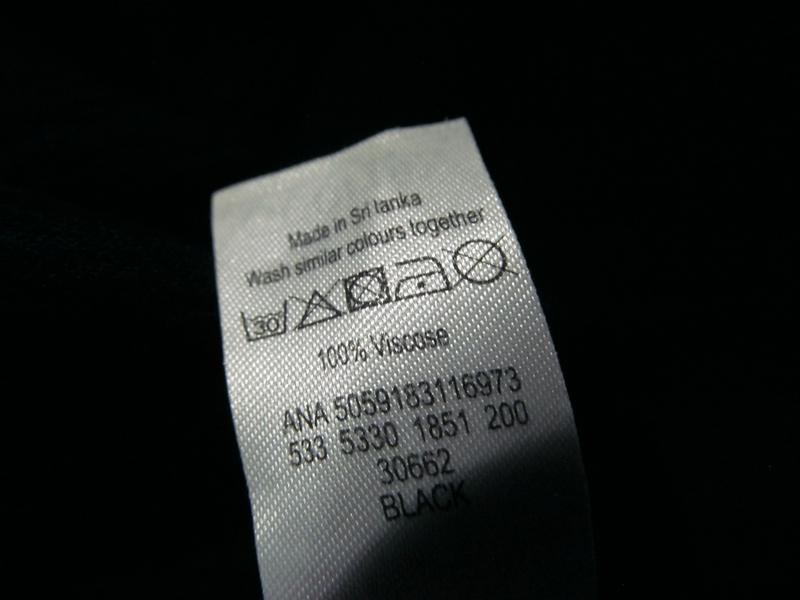 Made in Sri lanka
Wash similar colours together
30
100% Viscose
ANA 5059183116973
533 5330 1851 200
30662
BLACK